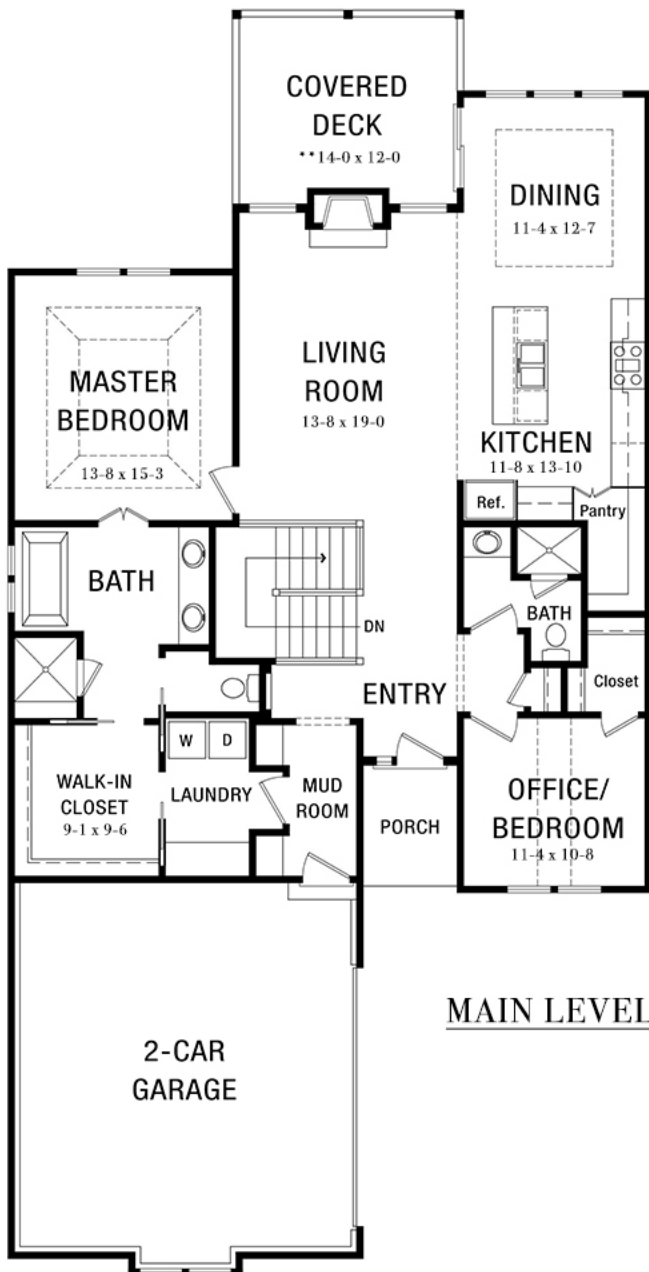 COVERED
DECK
**14-0 x 12-0
DINING
11-4 x 12-7
LIVING
ROOM
13-8 x 19-0
MASTER
BEDROOM
13-8 x 15-3
KITCHEN
11-8 x 13-10
Ref.
Pantry
BATH
BATH
DN
ENTRY
Closet
W
D
WALK-IN
CLOSET
9-1 x 9-6
LAUNDRY
MUD
ROOM
PORCH
OFFICE/
BEDROOM
11-4 x 10-8
MAIN LEVEL
2-CAR
GARAGE